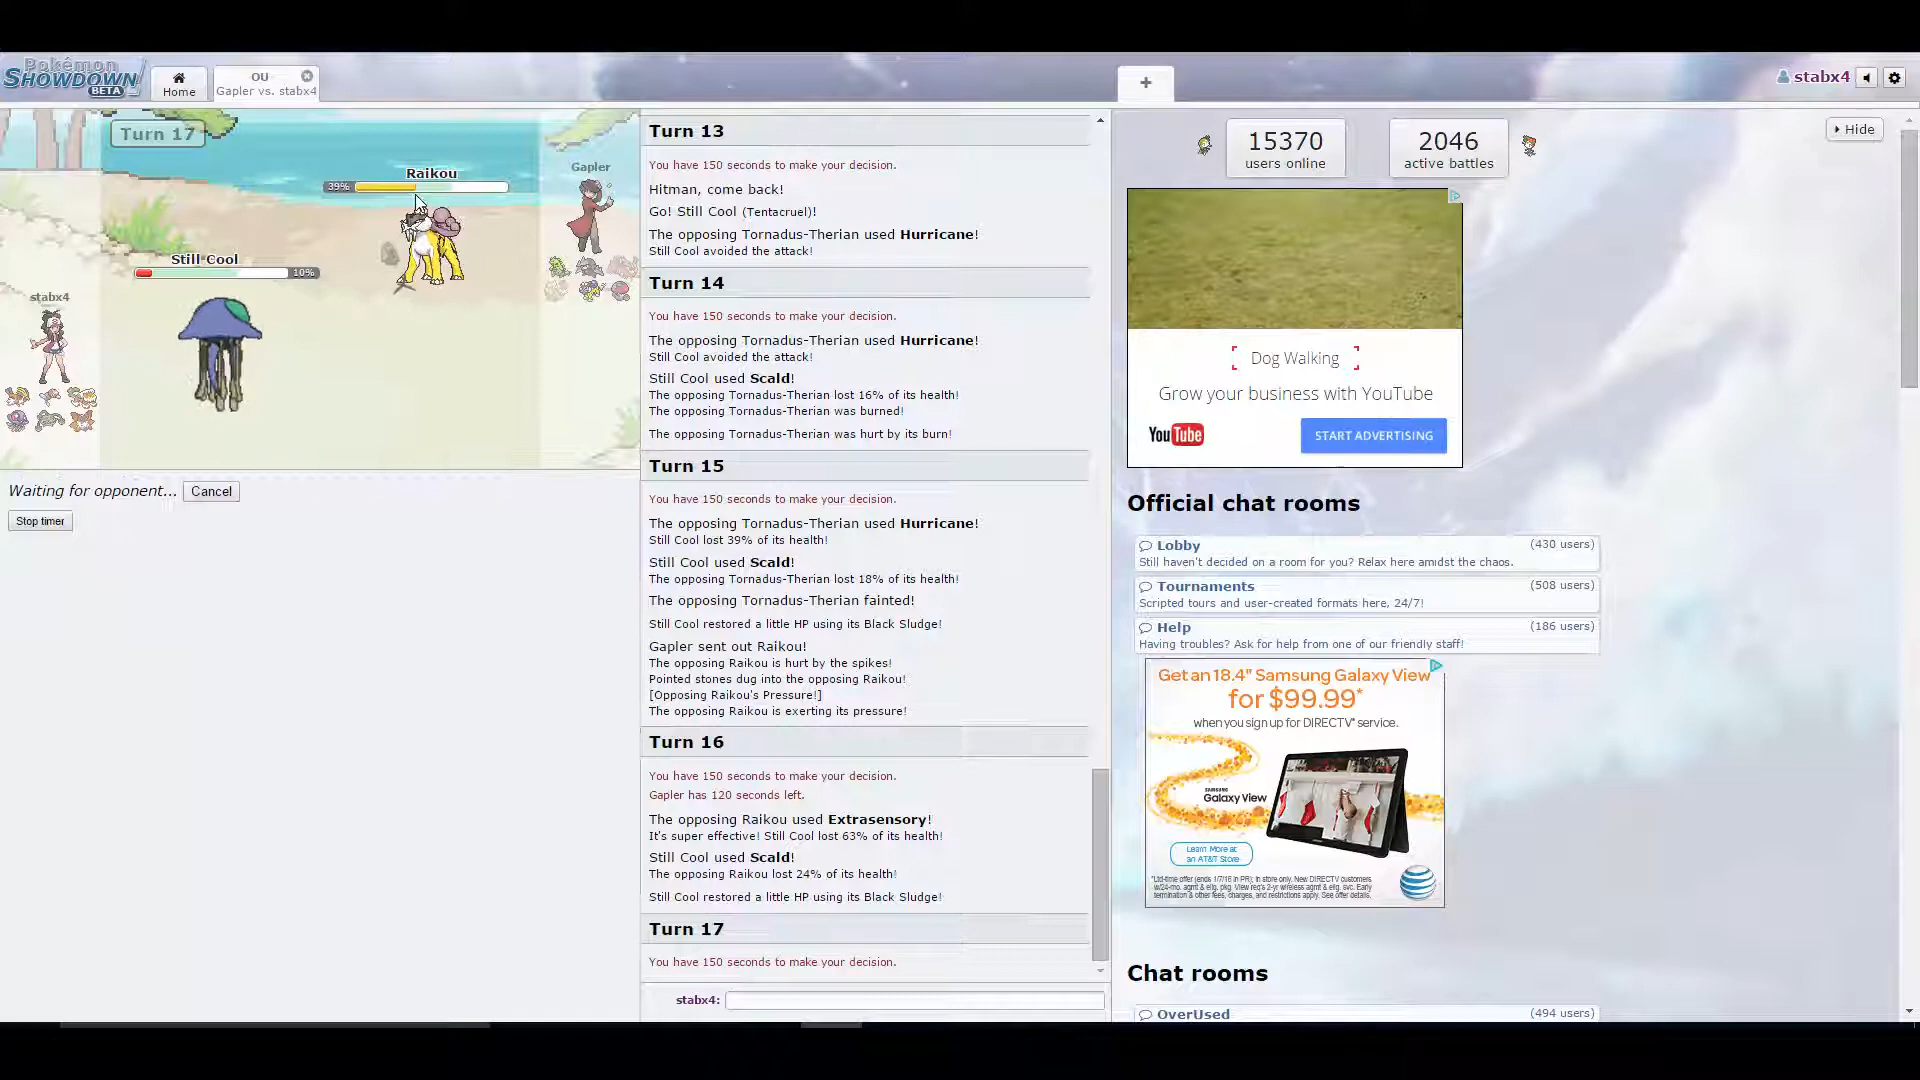 Pokémon
SHOWDOWN
BETA
Home
OU
Gapler vs. stabx4
+
stabx4
Turn 17
Raikou
39%
Gapler
Still Cool
10%
stabx4
Waiting for opponent... Cancel
Stop timer
Turn 13
You have 150 seconds to make your decision.
Hitman, come back!
Go! Still Cool (Tentacruel)!
The opposing Tornadus-Therian used Hurricane!
Still Cool avoided the attack!
Turn 14
You have 150 seconds to make your decision.
The opposing Tornadus-Therian used Hurricane!
Still Cool avoided the attack!
Still Cool used Scald!
The opposing Tornadus-Therian lost 16% of its health!
The opposing Tornadus-Therian was burned!
The opposing Tornadus-Therian was hurt by its burn!
Turn 15
You have 150 seconds to make your decision.
The opposing Tornadus-Therian used Hurricane!
Still Cool lost 39% of its health!
Still Cool used Scald!
The opposing Tornadus-Therian lost 18% of its health!
The opposing Tornadus-Therian fainted!
Still Cool restored a little HP using its Black Sludge!
Gapler sent out Raikou!
The opposing Raikou is hurt by the spikes!
Pointed stones dug into the opposing Raikou!
[Opposing Raikou's Pressure!]
The opposing Raikou is exerting its pressure!
Turn 16
You have 150 seconds to make your decision.
Gapler has 120 seconds left.
The opposing Raikou used Extrasensory!
It's super effective! Still Cool lost 63% of its health!
Still Cool used Scald!
The opposing Raikou lost 24% of its health!
Still Cool restored a little HP using its Black Sludge!
Turn 17
You have 150 seconds to make your decision.
stabx4:
Hide
15370
users online
2046
active battles
Dog Walking
Grow your business with YouTube
YouTube
START ADVERTISING
Official chat rooms
Lobby (430 users)
Still haven't decided on a room for you? Relax here amidst the chaos.
Tournaments (508 users)
Scripted tours and user-created formats here, 24/7!
Help (186 users)
Having troubles? Ask for help from one of our friendly staff!
Get an 18.4" Samsung Galaxy View
for $99.99*
when you sign up for DIRECTV* service.
SAMSUNG
Galaxy View
Learn More at
an AT&T Store
AT&T
Chat rooms
OverUsed (494 users)